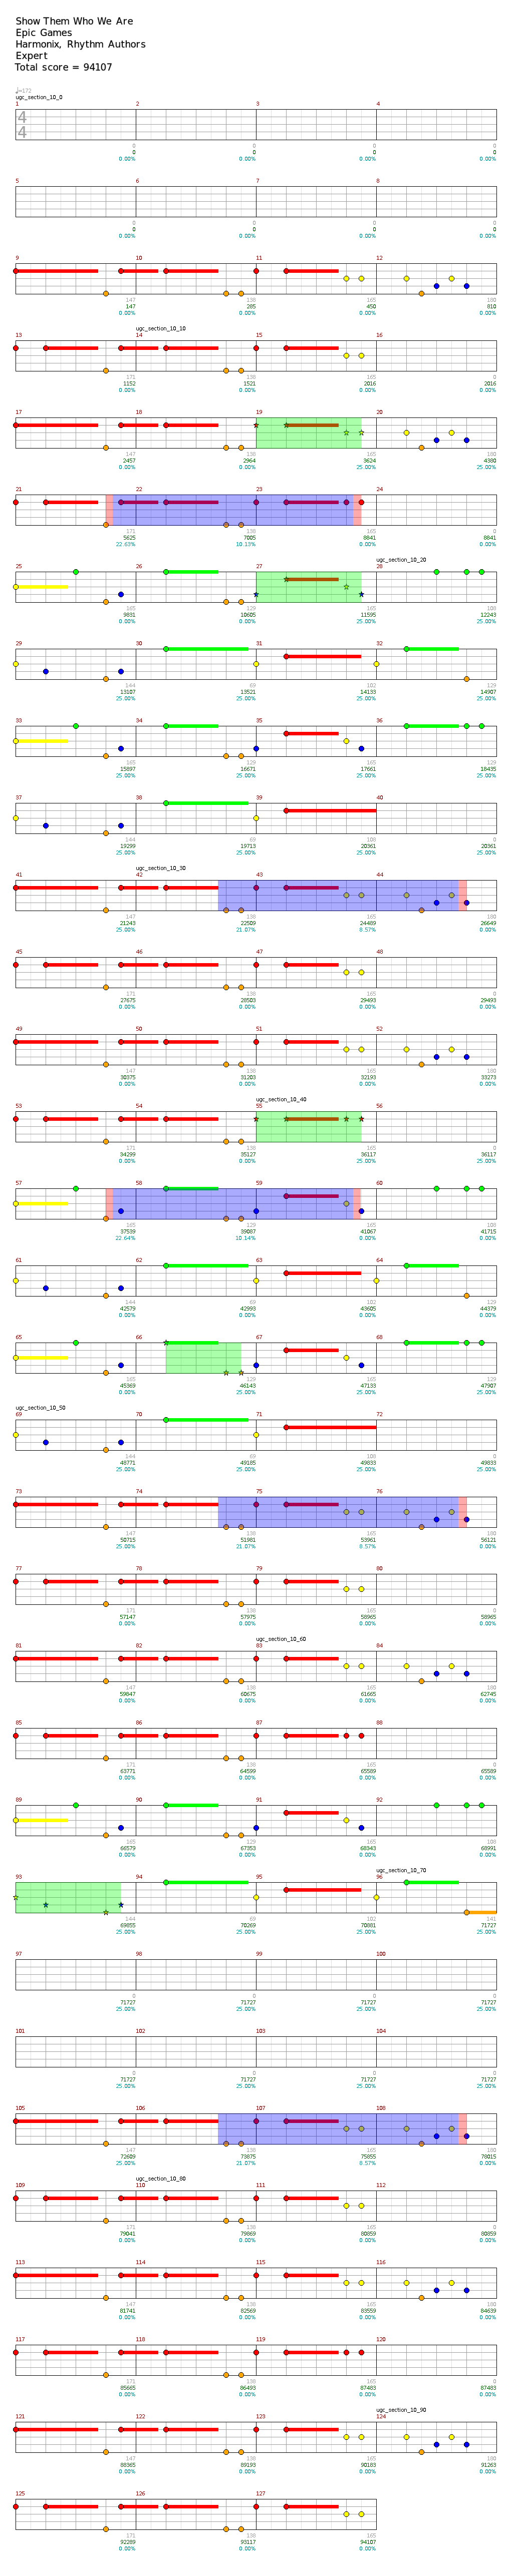 Show Them Who We Are
Epic Games
Harmonix, Rhythm Authors
Expert
Total score = 94107
♩=172
ugc_section_10_0
1 2 3 4
4
4
0 0 0 0
0 0 0 0
0.00% 0.00% 0.00% 0.00%
5 6 7 8
0 0 0 0
0 0 0 0
0.00% 0.00% 0.00% 0.00%
9 10 11 12
147 138 165 180
147 285 450 810
0.00% 0.00% 0.00% 0.00%
ugc_section_10_10
13 14 15 16
171 138 165 0
1152 1521 2016 2016
0.00% 0.00% 0.00% 0.00%
17 18 19 20
147 138 165 180
2457 2964 3624 4380
0.00% 0.00% 25.00% 25.00%
21 22 23 24
171 138 165 0
5625 7005 8841 8841
22.63% 10.13% 0.00% 0.00%
ugc_section_10_20
25 26 27 28
165 129 165 108
9831 10605 11595 12243
0.00% 0.00% 25.00% 25.00%
29 30 31 32
144 69 102 129
13107 13521 14133 14907
25.00% 25.00% 25.00% 25.00%
33 34 35 36
165 129 165 129
15897 16671 17661 18435
25.00% 25.00% 25.00% 25.00%
37 38 39 40
144 69 108 0
19299 19713 20361 20361
25.00% 25.00% 25.00% 25.00%
ugc_section_10_30
41 42 43 44
147 138 165 180
21243 22509 24489 26649
25.00% 21.07% 8.57% 0.00%
45 46 47 48
171 138 165 0
27675 28503 29493 29493
0.00% 0.00% 0.00% 0.00%
49 50 51 52
147 138 165 180
30375 31203 32193 33273
0.00% 0.00% 0.00% 0.00%
ugc_section_10_40
53 54 55 56
171 138 165 0
34299 35127 36117 36117
0.00% 0.00% 25.00% 25.00%
57 58 59 60
165 129 165 108
37539 39087 41067 41715
22.64% 10.14% 0.00% 0.00%
61 62 63 64
144 69 102 129
42579 42993 43605 44379
0.00% 0.00% 0.00% 0.00%
65 66 67 68
165 129 165 129
45369 46143 47133 47907
0.00% 25.00% 25.00% 25.00%
ugc_section_10_50
69 70 71 72
144 69 108 0
48771 49185 49833 49833
25.00% 25.00% 25.00% 25.00%
73 74 75 76
147 138 165 180
50715 51981 53961 56121
25.00% 21.07% 8.57% 0.00%
77 78 79 80
171 138 165 0
57147 57975 58965 58965
0.00% 0.00% 0.00% 0.00%
ugc_section_10_60
81 82 83 84
147 138 165 180
59847 60675 61665 62745
0.00% 0.00% 0.00% 0.00%
85 86 87 88
171 138 165 0
63771 64599 65589 65589
0.00% 0.00% 0.00% 0.00%
89 90 91 92
165 129 165 108
66579 67353 68343 68991
0.00% 0.00% 0.00% 0.00%
ugc_section_10_70
93 94 95 96
144 69 102 141
69855 70269 70881 71727
25.00% 25.00% 25.00% 25.00%
97 98 99 100
0 0 0 0
71727 71727 71727 71727
25.00% 25.00% 25.00% 25.00%
101 102 103 104
0 0 0 0
71727 71727 71727 71727
25.00% 25.00% 25.00% 25.00%
105 106 107 108
147 138 165 180
72609 73875 75855 78015
25.00% 21.07% 8.57% 0.00%
ugc_section_10_80
109 110 111 112
171 138 165 0
79041 79869 80859 80859
0.00% 0.00% 0.00% 0.00%
113 114 115 116
147 138 165 180
81741 82569 83559 84639
0.00% 0.00% 0.00% 0.00%
117 118 119 120
171 138 165 0
85665 86493 87483 87483
0.00% 0.00% 0.00% 0.00%
ugc_section_10_90
121 122 123 124
147 138 165 180
88365 89193 90183 91263
0.00% 0.00% 0.00% 0.00%
125 126 127
171 138 165
92289 93117 94107
0.00% 0.00% 0.00%